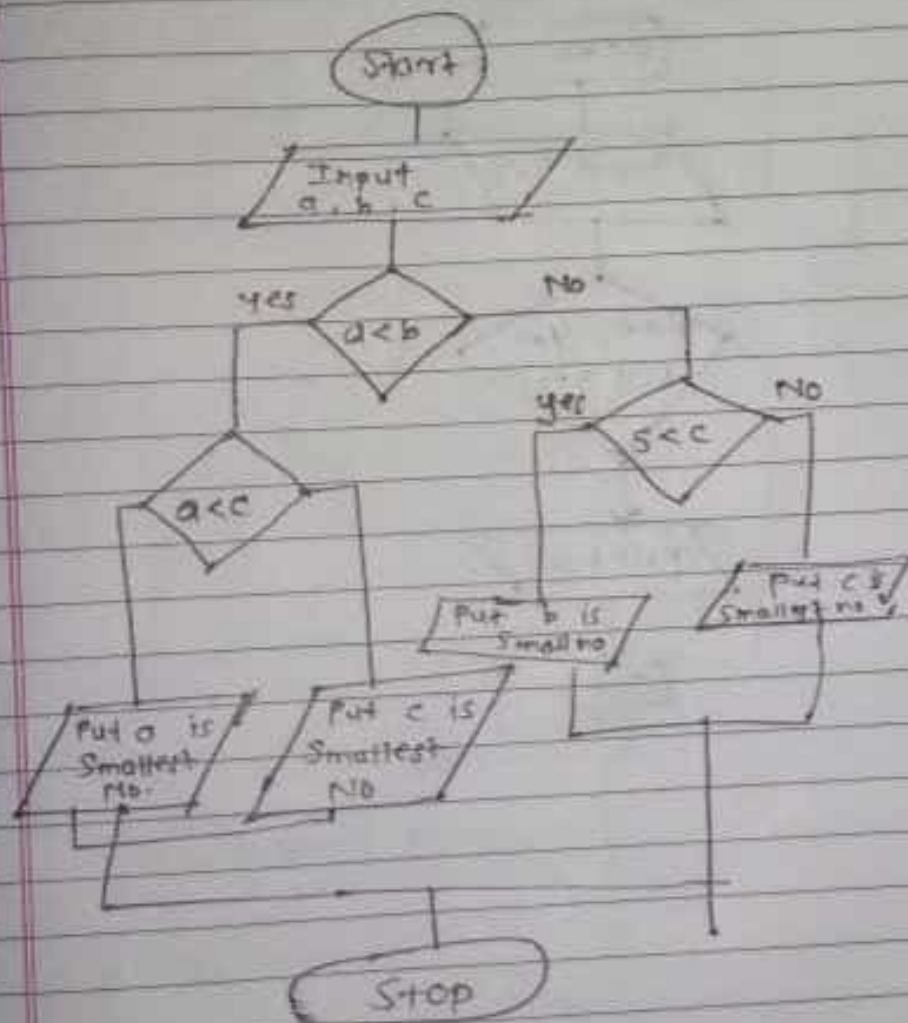 Start
Input
a, b, c
yes
a<b
No
yes
5<c
No
a<c
Put b is
Small no
Put c is
Smallest no
Put a is
Smallest
No.
Put c is
Smallest
No
Stop